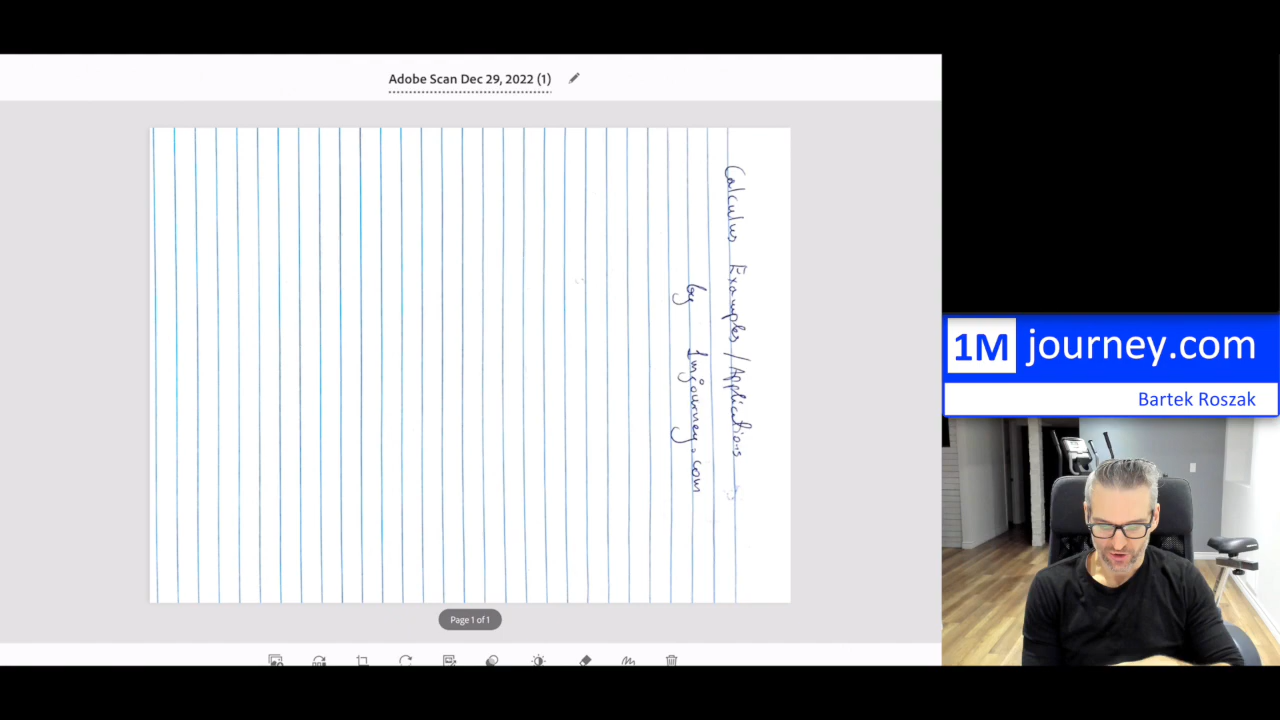 Adobe Scan Dec 29, 2022 (1)
Calculus Examples/Applications
by 1mjourney.com
Page 1 of 1
1M journey.com
Bartek Roszak